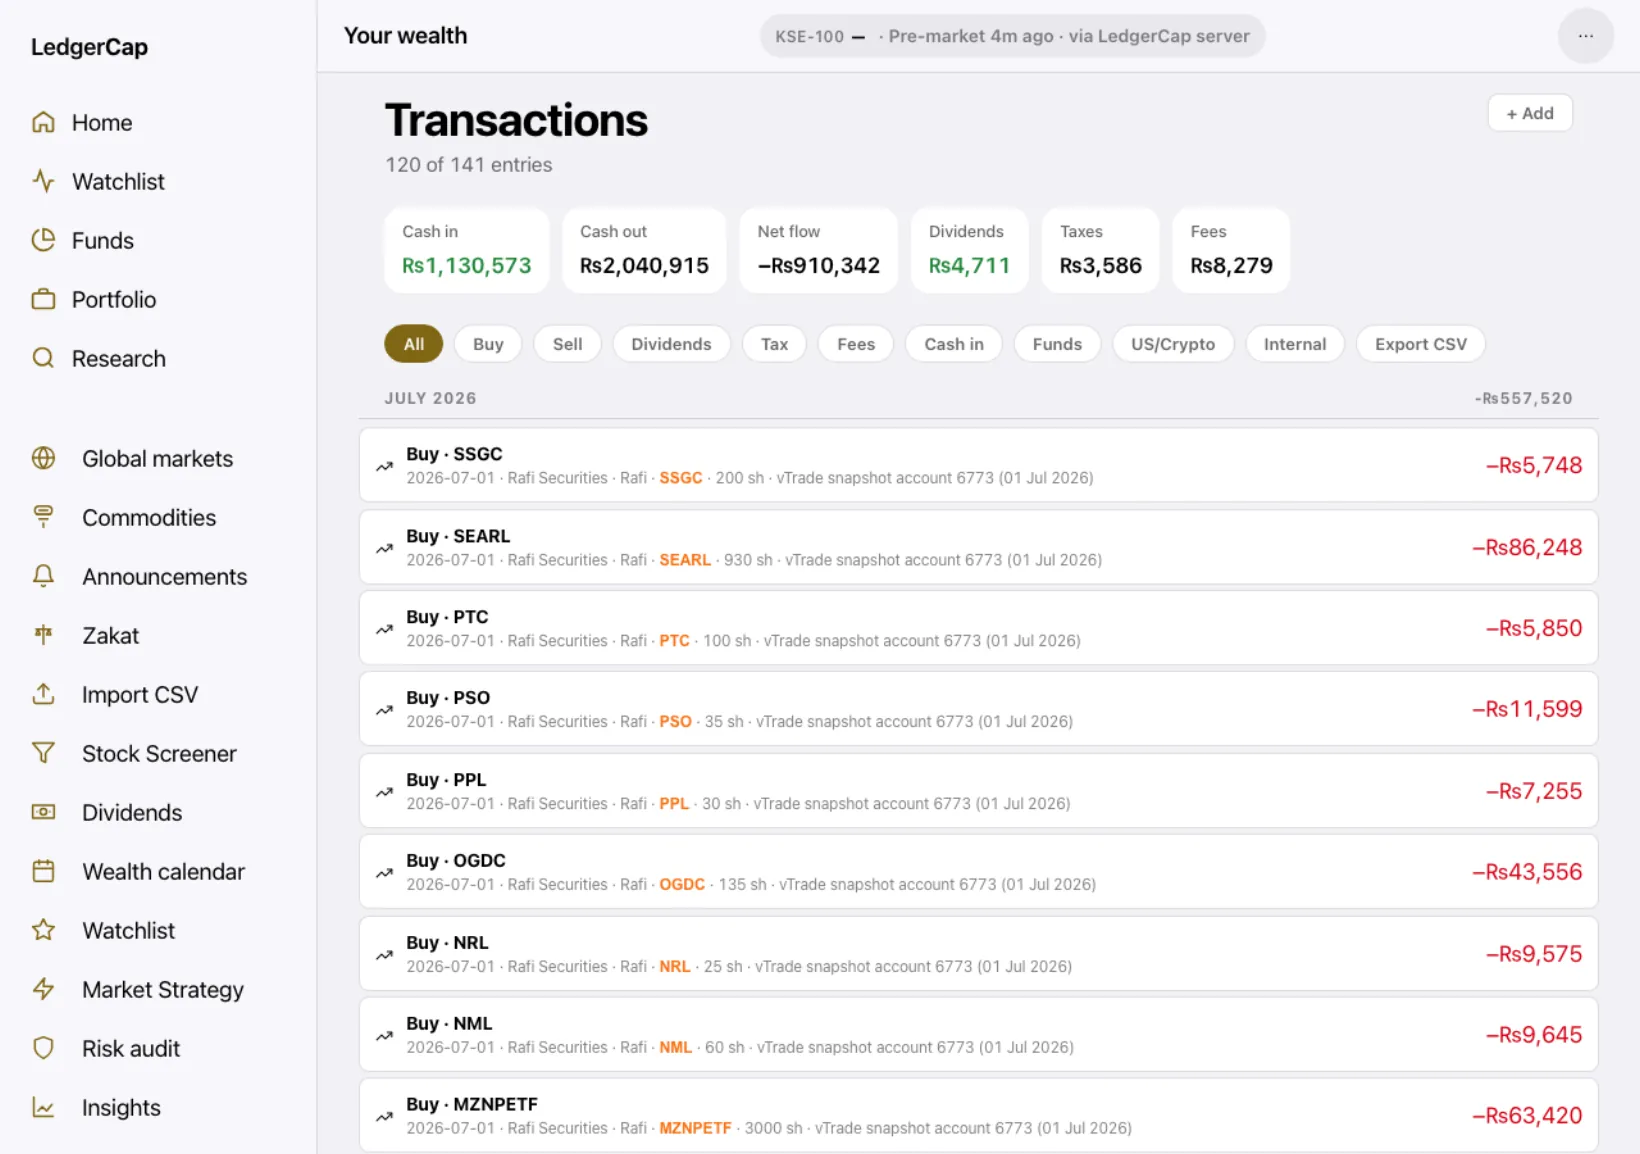 LedgerCap
Home
Watchlist
Funds
Portfolio
Research
Global markets
Commodities
Announcements
Zakat
Import CSV
Stock Screener
Dividends
Wealth calendar
Watchlist
Market Strategy
Risk audit
Insights
Your wealth
KSE-100 – · Pre-market 4m ago · via LedgerCap server
...
Transactions
+ Add
120 of 141 entries
Cash in
₨1,130,573
Cash out
₨2,040,915
Net flow
−₨910,342
Dividends
₨4,711
Taxes
₨3,586
Fees
₨8,279
All
Buy
Sell
Dividends
Tax
Fees
Cash in
Funds
US/Crypto
Internal
Export CSV
JULY 2026
-₨557,520
Buy · SSGC
2026-07-01 · Rafi Securities · Rafi · SSGC · 200 sh · vTrade snapshot account 6773 (01 Jul 2026)
−₨5,748
Buy · SEARL
2026-07-01 · Rafi Securities · Rafi · SEARL · 930 sh · vTrade snapshot account 6773 (01 Jul 2026)
−₨86,248
Buy · PTC
2026-07-01 · Rafi Securities · Rafi · PTC · 100 sh · vTrade snapshot account 6773 (01 Jul 2026)
−₨5,850
Buy · PSO
2026-07-01 · Rafi Securities · Rafi · PSO · 35 sh · vTrade snapshot account 6773 (01 Jul 2026)
−₨11,599
Buy · PPL
2026-07-01 · Rafi Securities · Rafi · PPL · 30 sh · vTrade snapshot account 6773 (01 Jul 2026)
−₨7,255
Buy · OGDC
2026-07-01 · Rafi Securities · Rafi · OGDC · 135 sh · vTrade snapshot account 6773 (01 Jul 2026)
−₨43,556
Buy · NRL
2026-07-01 · Rafi Securities · Rafi · NRL · 25 sh · vTrade snapshot account 6773 (01 Jul 2026)
−₨9,575
Buy · NML
2026-07-01 · Rafi Securities · Rafi · NML · 60 sh · vTrade snapshot account 6773 (01 Jul 2026)
−₨9,645
Buy · MZNPETF
2026-07-01 · Rafi Securities · Rafi · MZNPETF · 3000 sh · vTrade snapshot account 6773 (01 Jul 2026)
−₨63,420